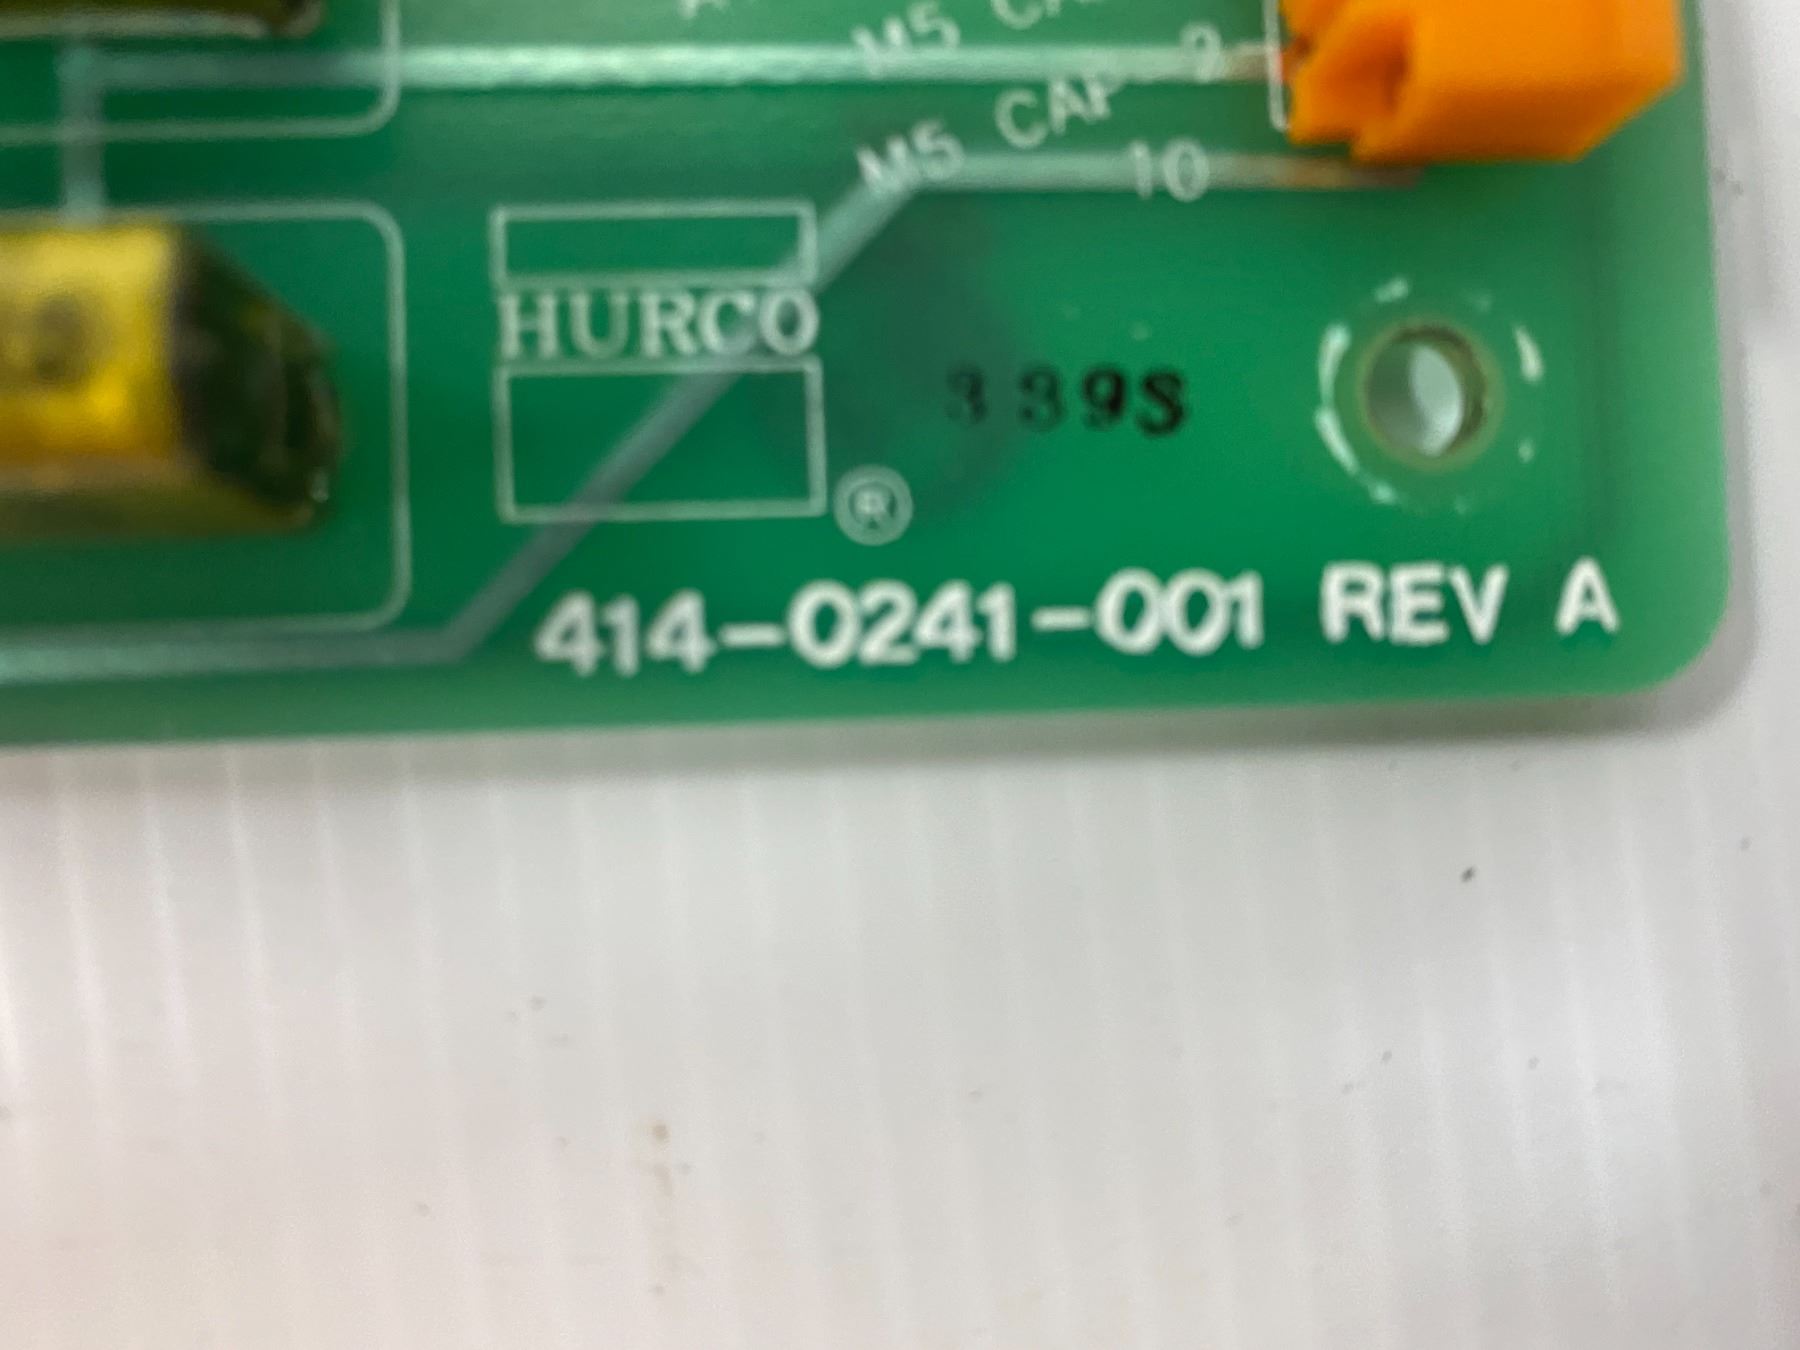 M5 CAP 9
M5 CAP 10
HURCO
®
339S
414-0241-001 REV A